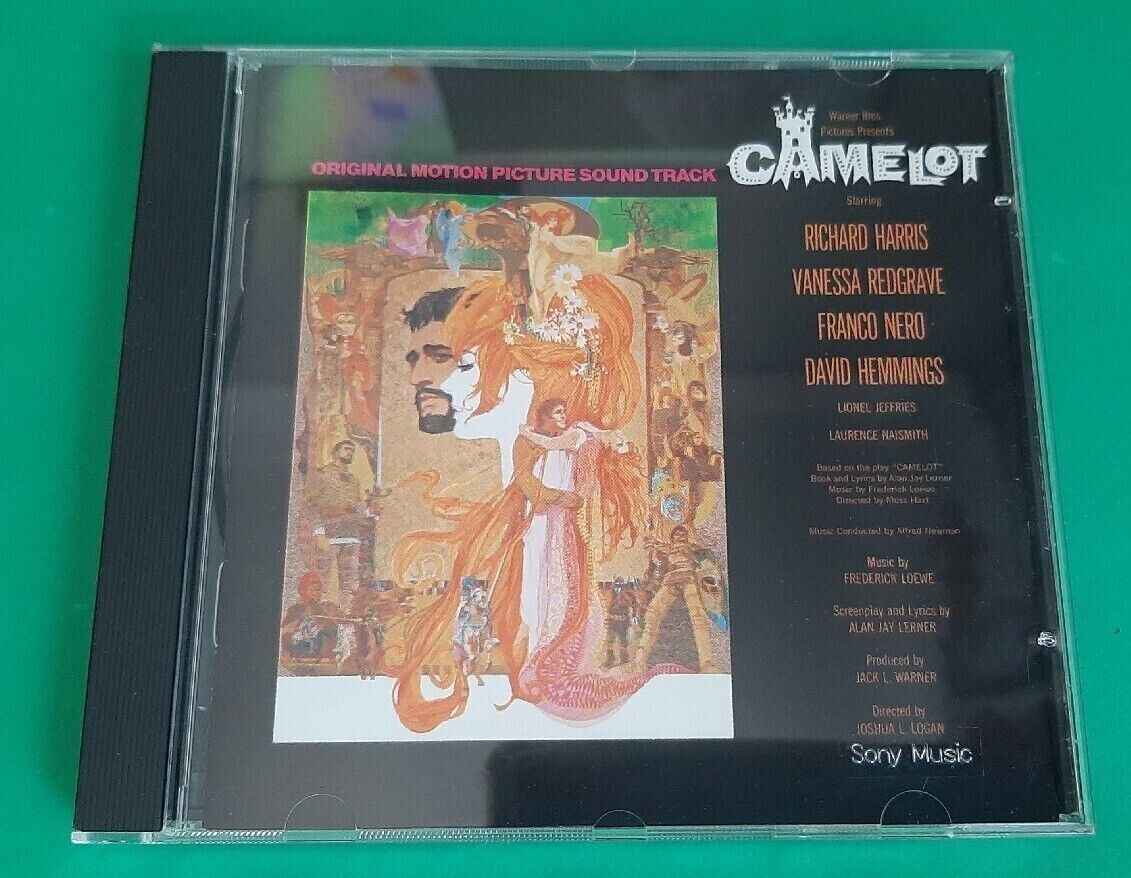 ORIGINAL MOTION PICTURE SOUND TRACK
Warner Bros.
Pictures Presents
CAMELOT
Starring
RICHARD HARRIS
VANESSA REDGRAVE
FRANCO NERO
DAVID HEMMINGS
LIONEL JEFFRIES
LAURENCE NAISMITH
Based on the play "CAMELOT"
Book and Lyrics by Alan Jay Lerner
Music by Frederick Loewe
Directed by Moss Hart
Music Conducted by Alfred Newman
Music by
FREDERICK LOEWE
Screenplay and Lyrics by
ALAN JAY LERNER
Produced by
JACK L. WARNER
Directed by
JOSHUA L. LOGAN
Sony Music